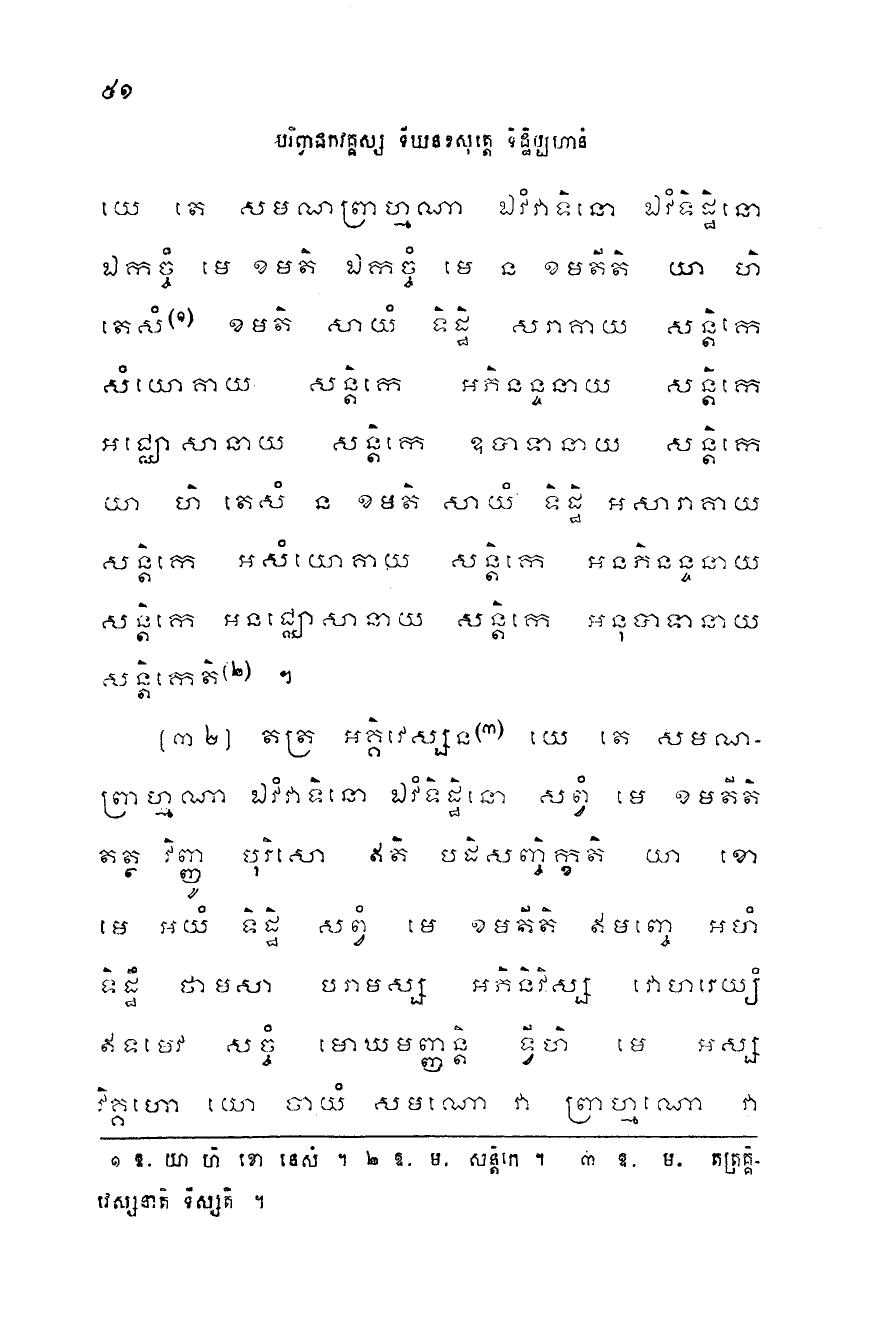 ៥១
បរិព្វាជកវគ្គស្ស ទីឃនខសុត្តេ ទិដ្ឋិប្បហានំ
យេ តេ សមណព្រាហ្មណា ឯវំវាទិនោ ឯវំទិដ្ឋិនោ
ឯកច្ចំ មេ ខមតិ ឯកច្ចំ មេ ន ខមតីតិ យា ហិ
តេសំ(១) ខមតិ សាយំ ទិដ្ឋិ សរាគាយ សន្តិកេ
សំយោគាយ សន្តិកេ អភិនន្ទនាយ សន្តិកេ
អជ្ឈោសានាយ សន្តិកេ ឧបាទានាយ សន្តិកេ
យា ហិ តេសំ ន ខមតិ សាយំ ទិដ្ឋិ អសារាគាយ
សន្តិកេ អសំយោគាយ សន្តិកេ អនភិនន្ទនាយ
សន្តិកេ អនជ្ឈោសានាយ សន្តិកេ អនុបាទានាយ
សន្តិកេតិ(២) ។
[៣២] តត្រ អគ្គិវេស្សន(៣) យេ តេ សមណ-
ព្រាហ្មណា ឯវំវាទិនោ ឯវំទិដ្ឋិនោ សព្វំ មេ ខមតីតិ
តត្ថ វិញ្ញូ បុរិសោ ឥតិ បដិសញ្ចិក្ខតិ យា ខោ
មេ អយំ ទិដ្ឋិ សព្វំ មេ ខមតីតិ ឥមញ្ចេ អហំ
ទិដ្ឋឹ ថាមសា បរាមស្ស អភិនិវិស្ស វោហរេយ្យំ
ឥទមេវ សច្ចំ មោឃមញ្ញន្តិ ទ្វីហិ មេ អស្ស
វិគ្គហោ យោ ចាយំ សមណោ វា ព្រាហ្មណោ វា
១ ឱ. យា ហិ ខោ នេសំ ។ ២ ឱ. ម. សន្តិកេ ។ ៣ ឱ. ម. តត្រគ្គិ-
វេស្សនាតិ ទិស្សតិ ។